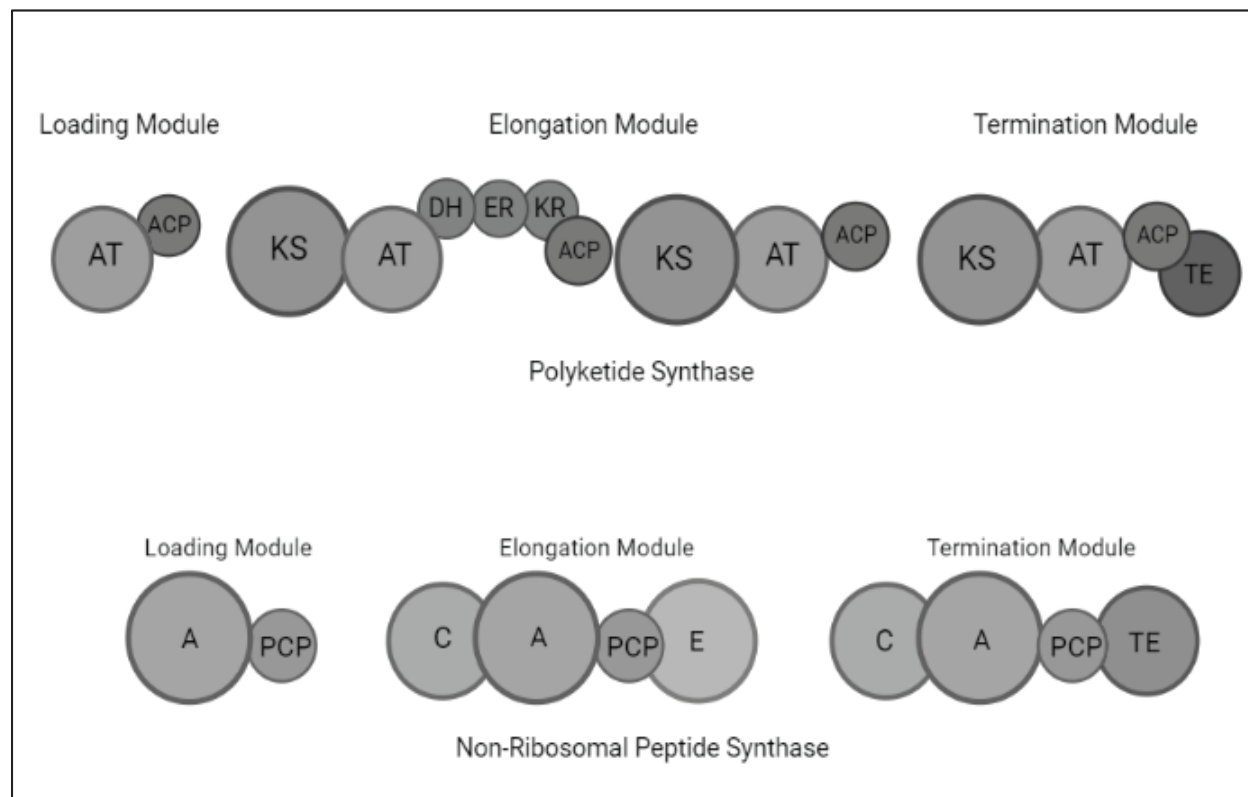 Loading Module Elongation Module Termination Module
DH ER KR
AT ACP KS AT ACP KS AT ACP KS AT ACP TE
Polyketide Synthase
Loading Module Elongation Module Termination Module
A PCP C A PCP E C A PCP TE
Non-Ribosomal Peptide Synthase